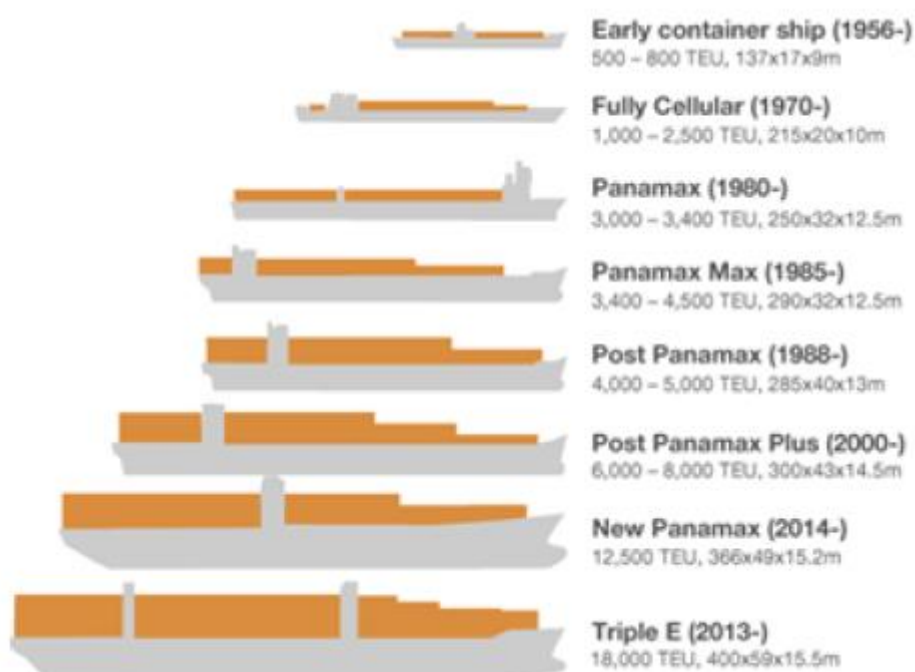 Early container ship (1956-)
500 – 800 TEU, 137x17x9m
Fully Cellular (1970-)
1,000 – 2,500 TEU, 215x20x10m
Panamax (1980-)
3,000 – 3,400 TEU, 250x32x12.5m
Panamax Max (1985-)
3,400 – 4,500 TEU, 290x32x12.5m
Post Panamax (1988-)
4,000 – 5,000 TEU, 285x40x13m
Post Panamax Plus (2000-)
6,000 – 8,000 TEU, 300x43x14.5m
New Panamax (2014-)
12,500 TEU, 366x49x15.2m
Triple E (2013-)
18,000 TEU, 400x59x15.5m